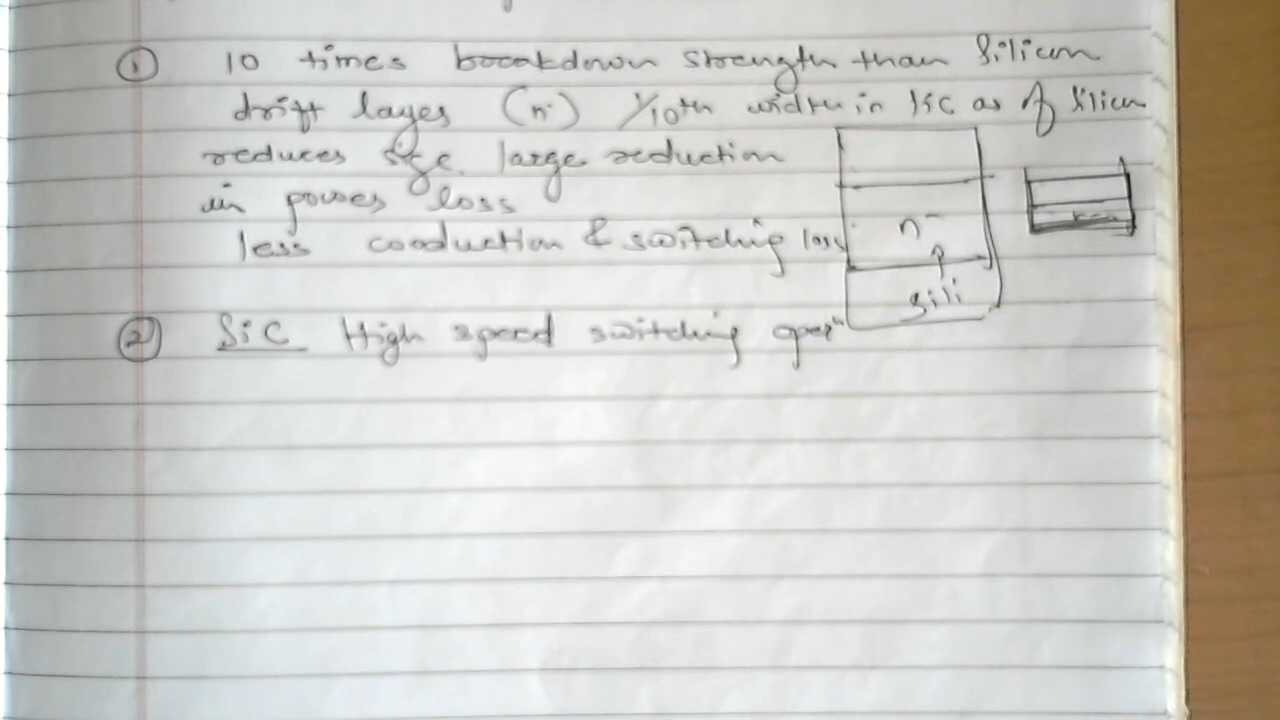 ① 10 times breakdown strength than Silicon
drift layer (n⁻) 1/10th width in SiC as of Silicon
reduces size. large reduction
in power loss
less conduction & switching loss
n⁻
p
Sili
② SiC High speed switching oper^n